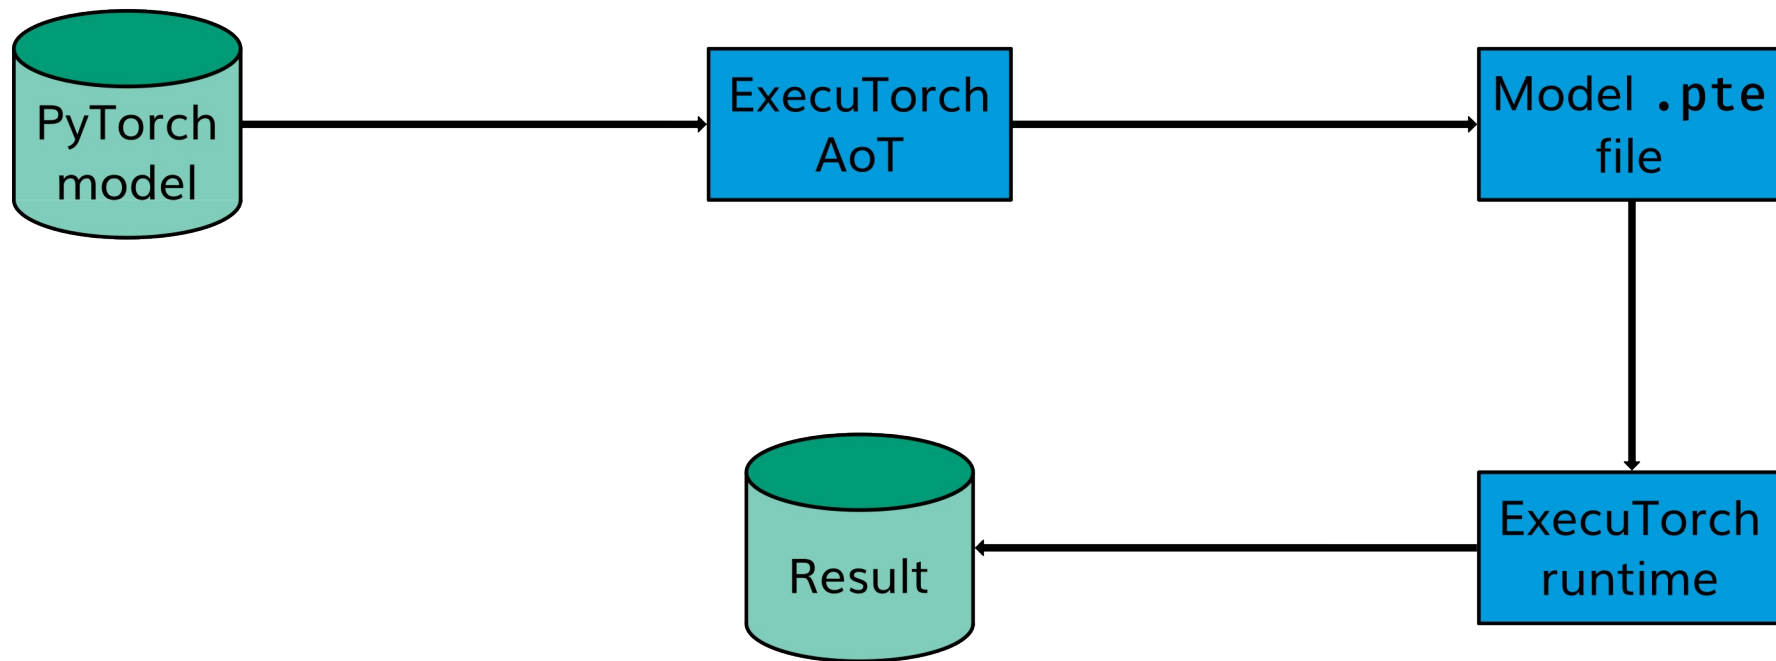 PyTorch
model
ExecuTorch
AoT
Model .pte
file
ExecuTorch
runtime
Result